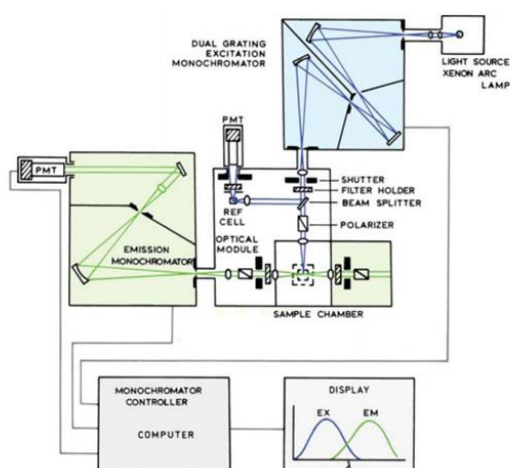 DUAL GRATING
EXCITATION
MONOCHROMATOR
LIGHT SOURCE
XENON ARC
LAMP
PMT
PMT
SHUTTER
FILTER HOLDER
BEAM SPLITTER
REF
CELL
POLARIZER
OPTICAL
MODULE
EMISSION
MONOCHROMATOR
SAMPLE CHAMBER
MONOCHROMATOR
CONTROLLER
COMPUTER
DISPLAY
EX
EM
λ